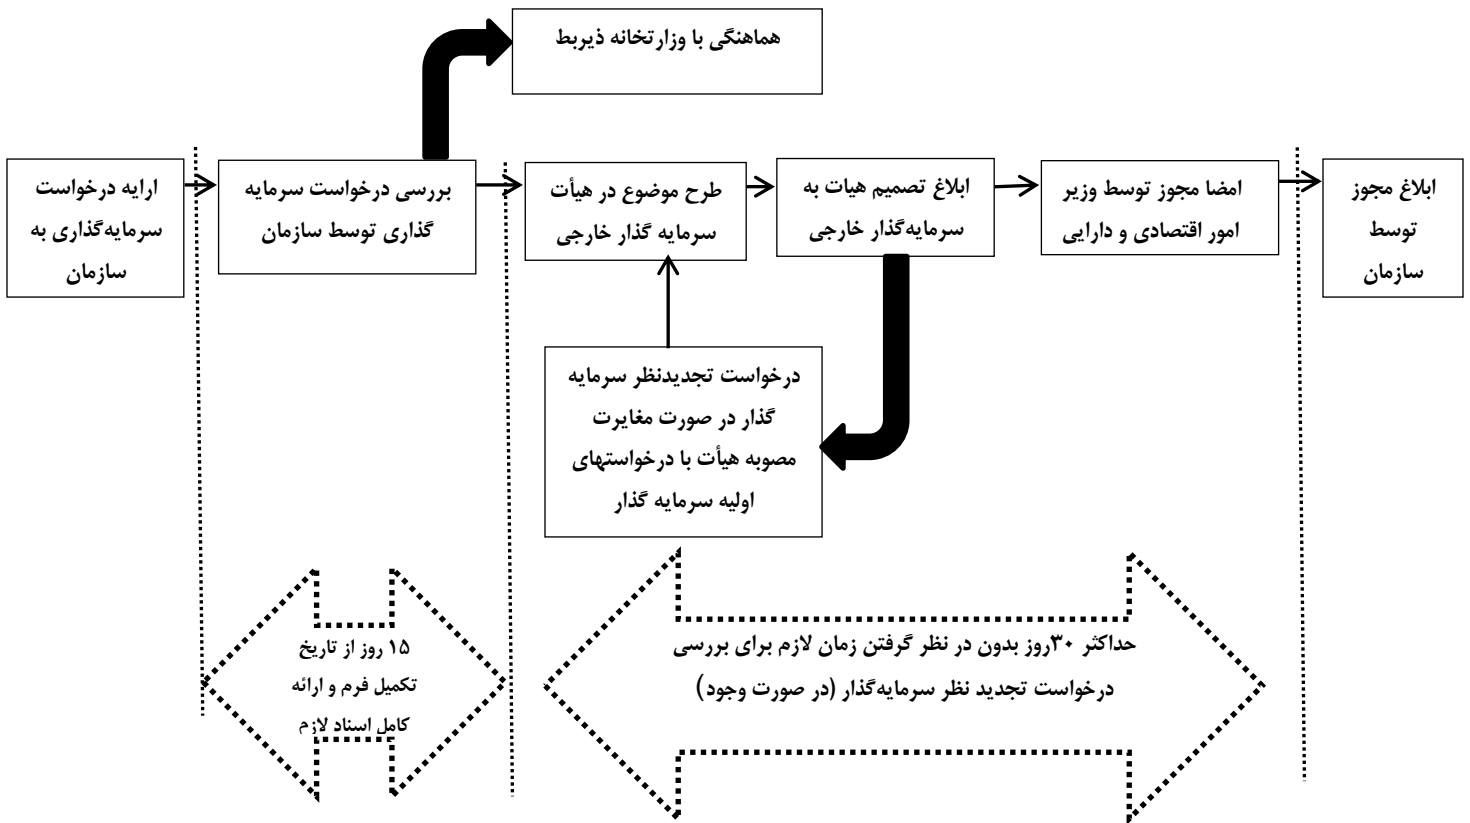 هماهنگی با وزارتخانه ذیربط
ارایه درخواست
سرمایه‌گذاری به
سازمان
بررسی درخواست سرمایه
گذاری توسط سازمان
طرح موضوع در هیأت
سرمایه گذار خارجی
ابلاغ تصمیم هیات به
سرمایه‌گذار خارجی
امضا مجوز توسط وزیر
امور اقتصادی و دارایی
ابلاغ مجوز
توسط
سازمان
درخواست تجدیدنظر سرمایه
گذار در صورت مغایرت
مصوبه هیأت با درخواستهای
اولیه سرمایه گذار
۱۵ روز از تاریخ
تکمیل فرم و ارائه
کامل اسناد لازم
حداکثر ۳۰روز بدون در نظر گرفتن زمان لازم برای بررسی
درخواست تجدید نظر سرمایه‌گذار (در صورت وجود)